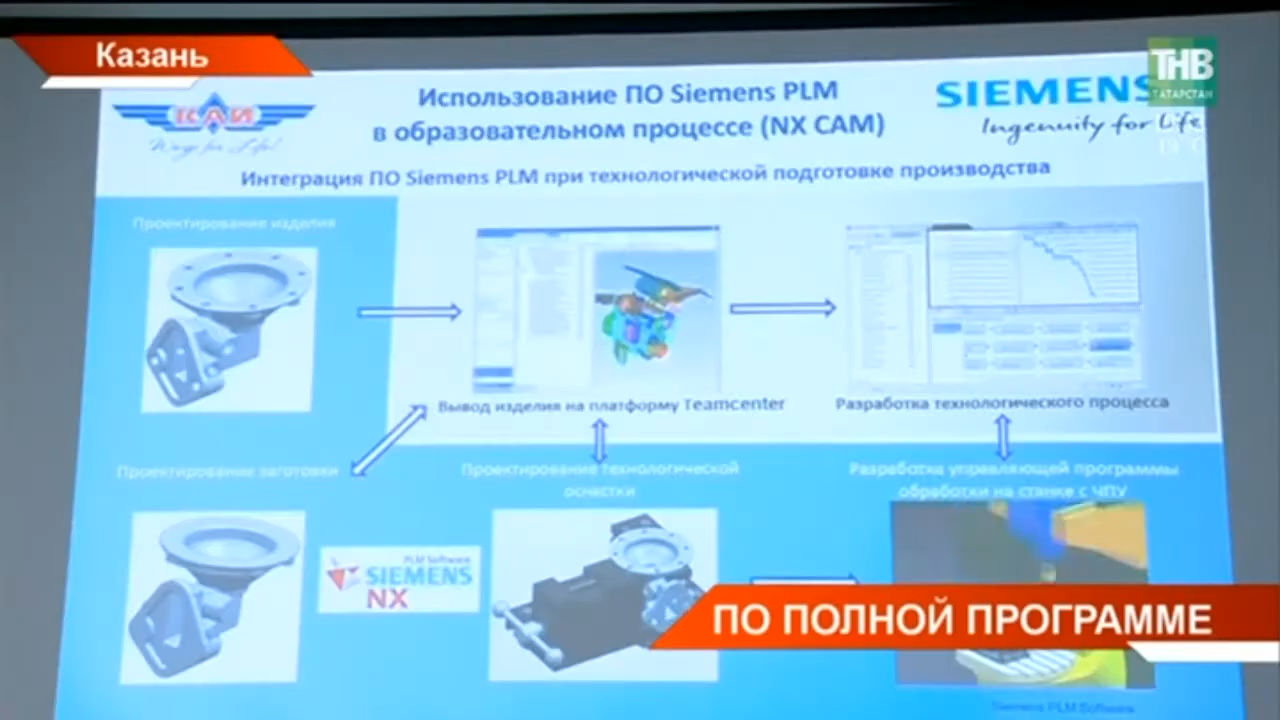 Казань
ТНВ
ТАТАРСТАН
КАИ
Использование ПО Siemens PLM
в образовательном процессе (NX CAM)
SIEMENS
Ingenuity for Life
Интеграция ПО Siemens PLM при технологической подготовке производства
Проектирование изделия
Вывод изделия на платформу Teamcenter
Разработка технологического процесса
Проектирование заготовки
Проектирование технологической
оснастки
Разработка управляющей программы
обработки на станке с ЧПУ
PLM Software
SIEMENS
NX
ПО ПОЛНОЙ ПРОГРАММЕ
Siemens PLM Software